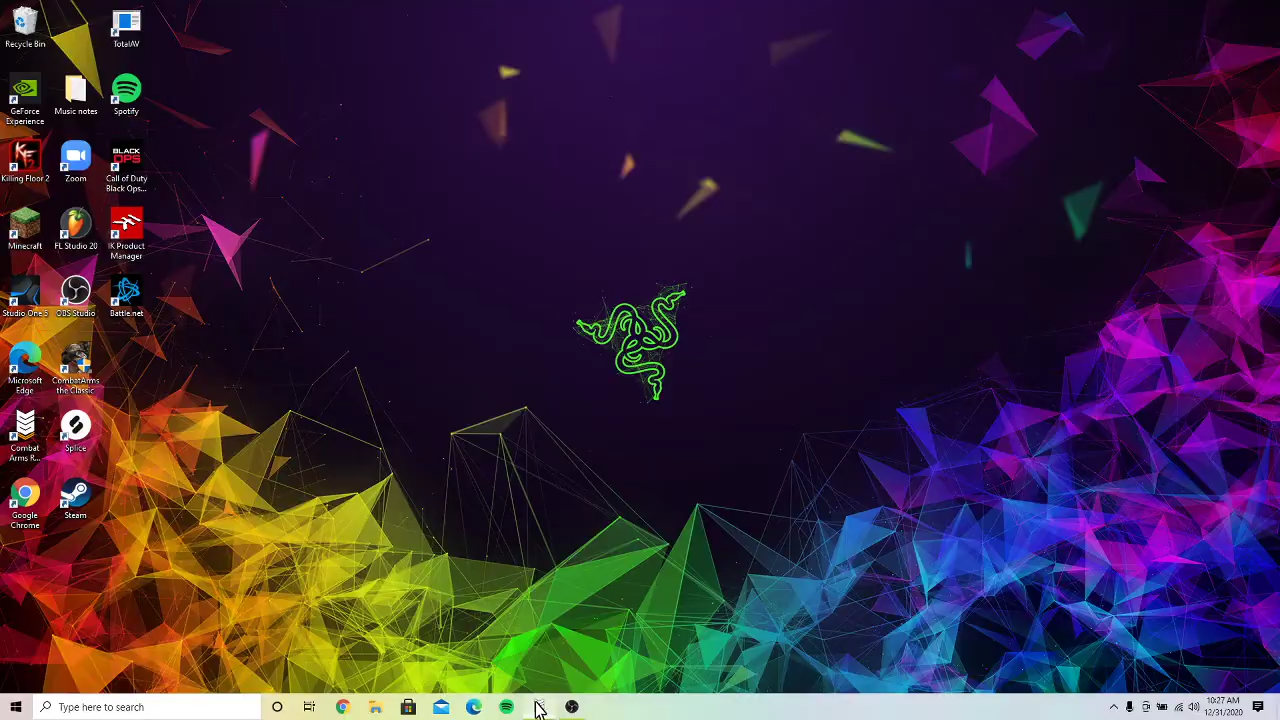 Recycle Bin
TotalAV
GeForce
Experience
Music notes
Spotify
BLACK
OPS
KF
2
Killing Floor 2
Zoom
Call of Duty
Black Ops...
Minecraft
FL Studio 20
IK Product
Manager
Studio One 5
OBS Studio
Battle.net
Microsoft
Edge
CombatArms
the Classic
Combat
Arms R...
Splice
Google
Chrome
Steam
Type here to search
10:27 AM
12/31/2020